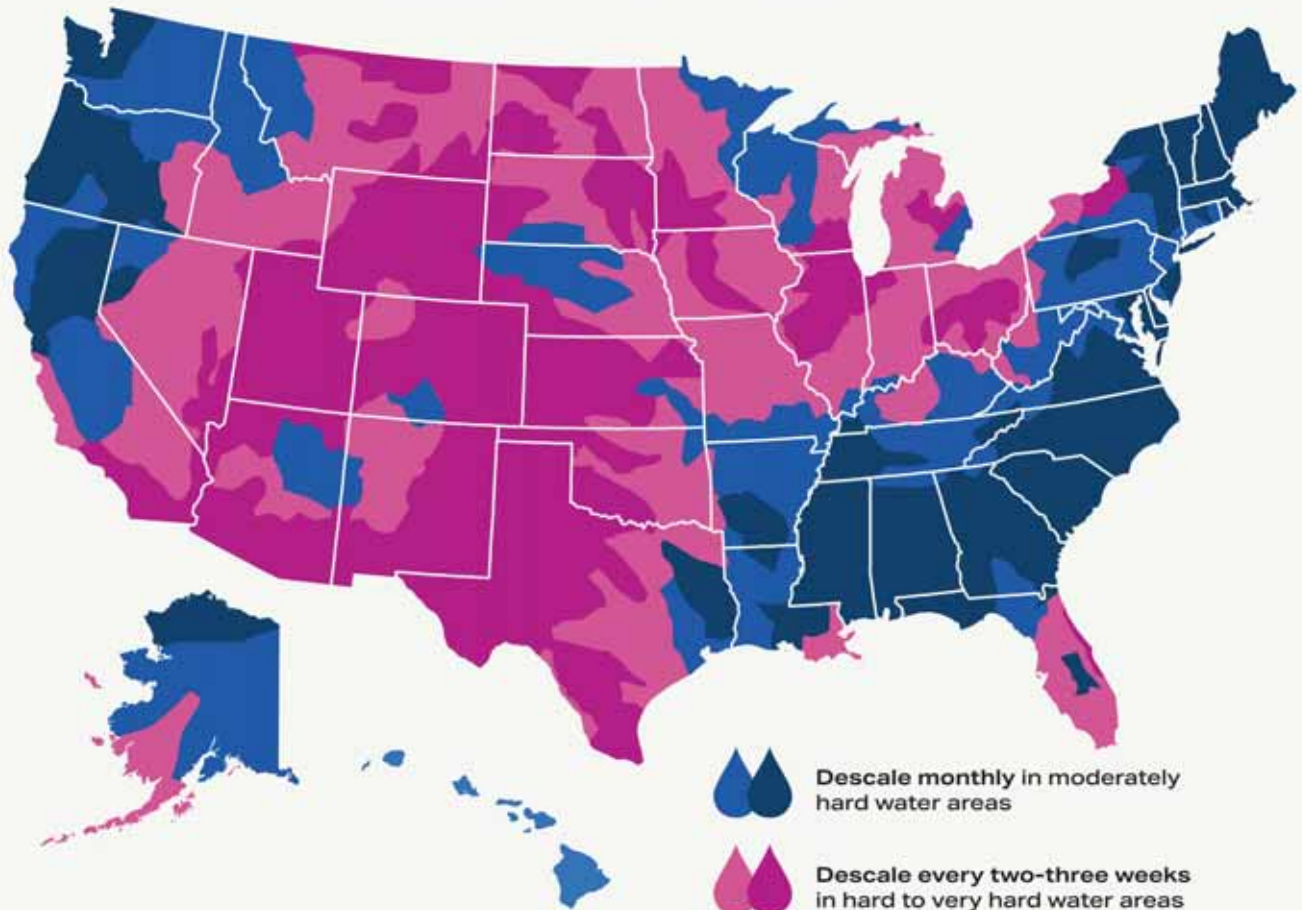 Descale monthly in moderately
hard water areas
Descale every two-three weeks
in hard to very hard water areas